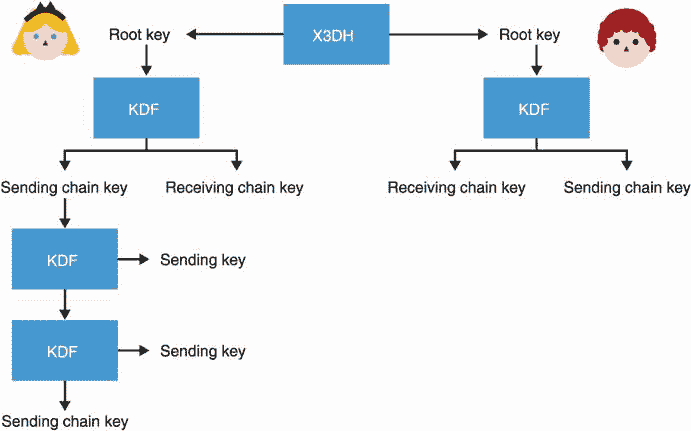 Root key
X3DH
Root key
KDF
KDF
Sending chain key
Receiving chain key
Receiving chain key
Sending chain key
KDF
Sending key
KDF
Sending key
Sending chain key